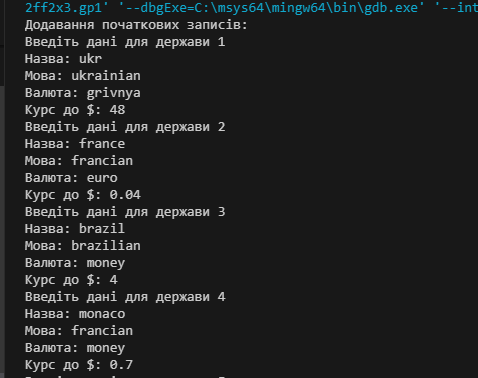 2ff2x3.gp1' '--dbgExe=C:\msys64\mingw64\bin\gdb.exe' '--int
Додавання початкових записів:
Введіть дані для держави 1
Назва: ukr
Мова: ukrainian
Валюта: grivnya
Курс до $: 48
Введіть дані для держави 2
Назва: france
Мова: francian
Валюта: euro
Курс до $: 0.04
Введіть дані для держави 3
Назва: brazil
Мова: brazilian
Валюта: money
Курс до $: 4
Введіть дані для держави 4
Назва: monaco
Мова: francian
Валюта: money
Курс до $: 0.7